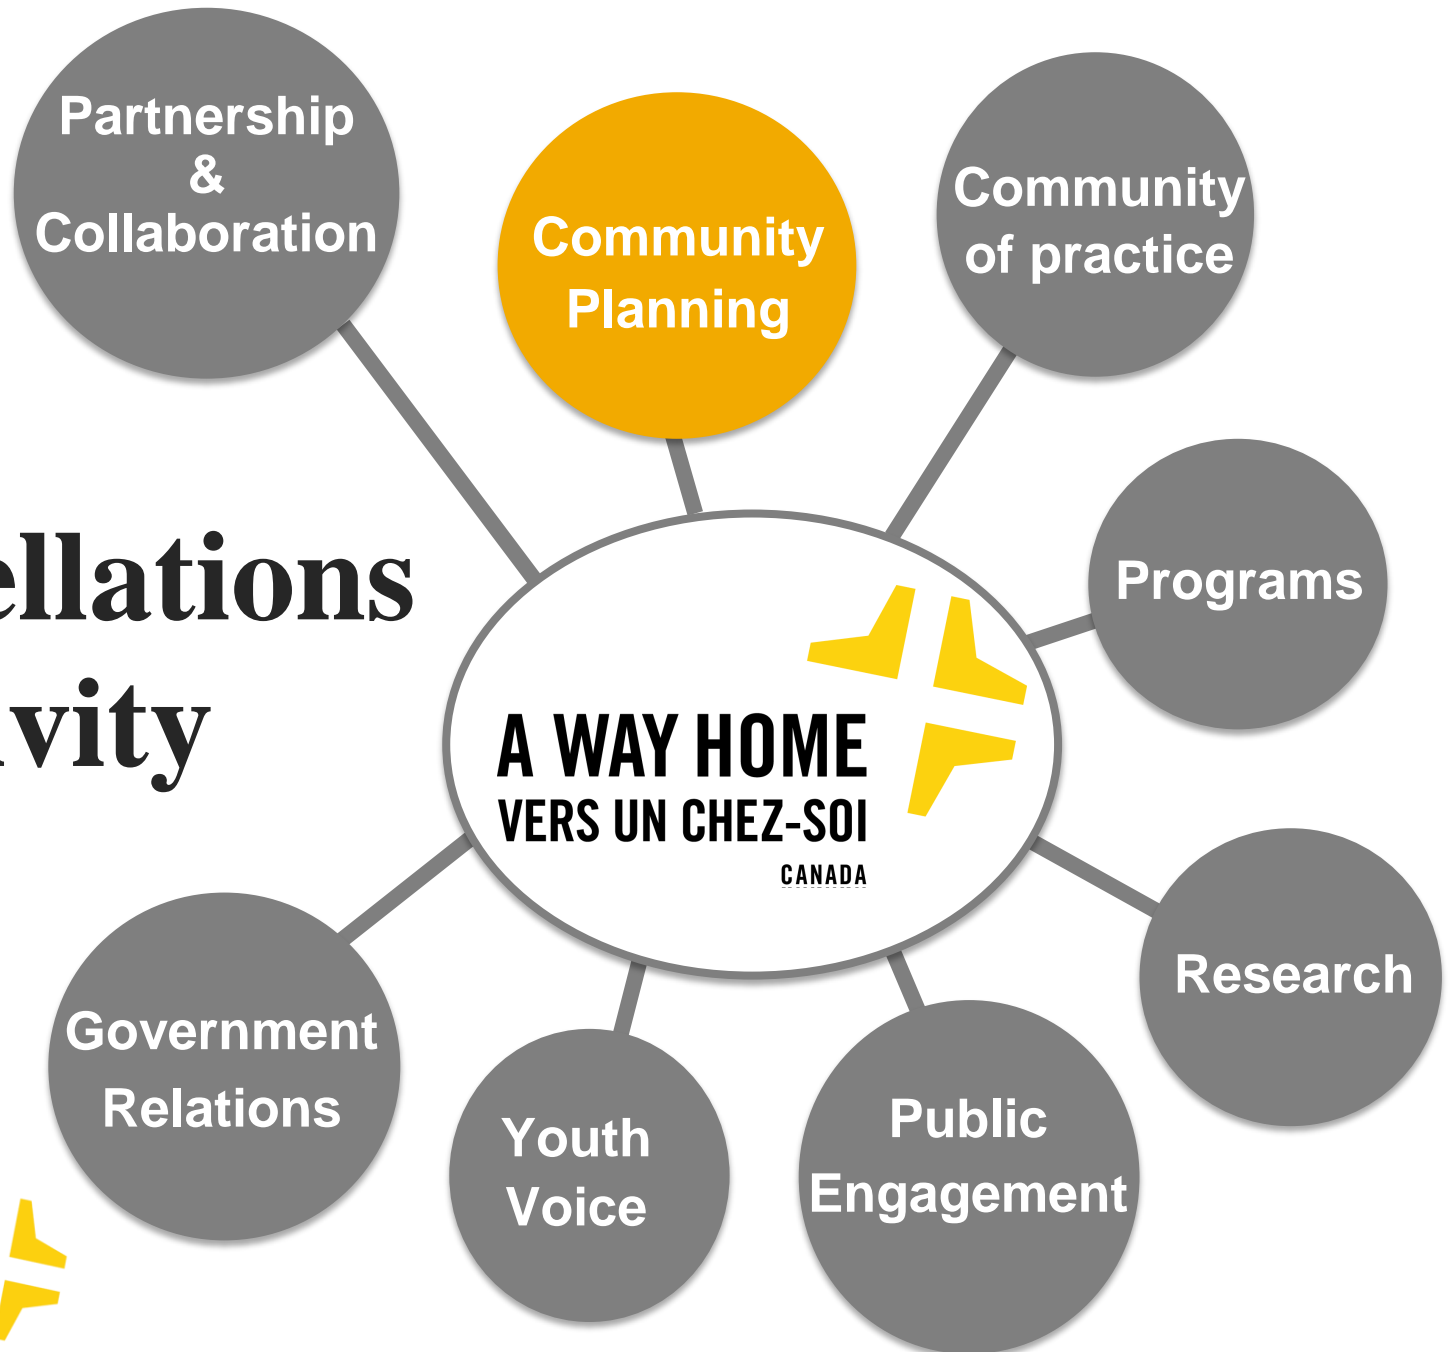 Partnership
&
Collaboration
Community
Planning
Community
of practice
Programs
ellations
ivity
A WAY HOME
VERS UN CHEZ-SOI
CANADA
Research
Government
Relations
Youth
Voice
Public
Engagement